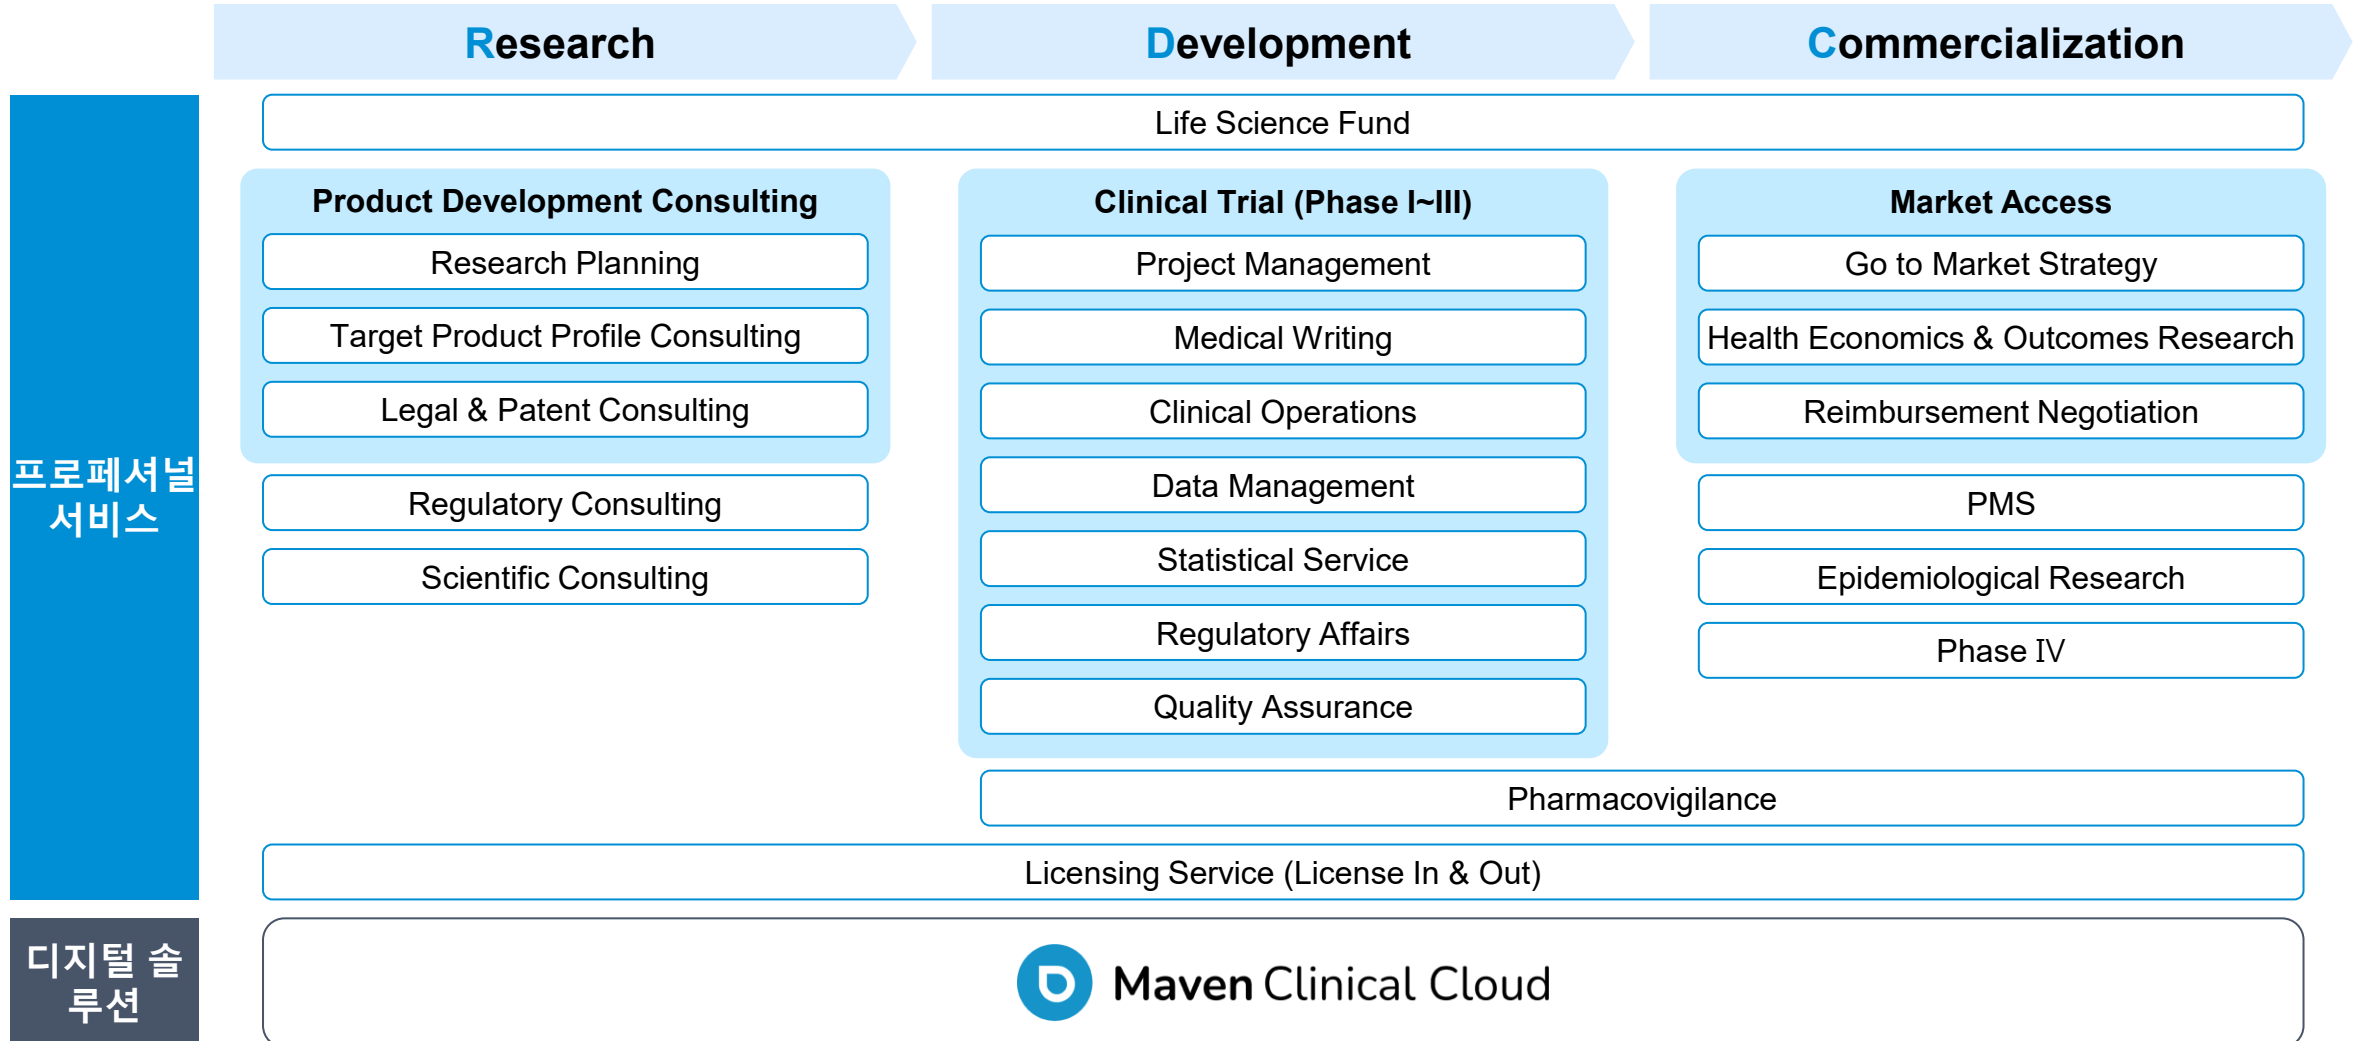 Research
Development
Commercialization
프로페셔널
서비스
Life Science Fund
Product Development Consulting
Research Planning
Target Product Profile Consulting
Legal & Patent Consulting
Regulatory Consulting
Scientific Consulting
Clinical Trial (Phase I~III)
Project Management
Medical Writing
Clinical Operations
Data Management
Statistical Service
Regulatory Affairs
Quality Assurance
Market Access
Go to Market Strategy
Health Economics & Outcomes Research
Reimbursement Negotiation
PMS
Epidemiological Research
Phase Ⅳ
Pharmacovigilance
Licensing Service (License In & Out)
디지털 솔
루션
Maven Clinical Cloud